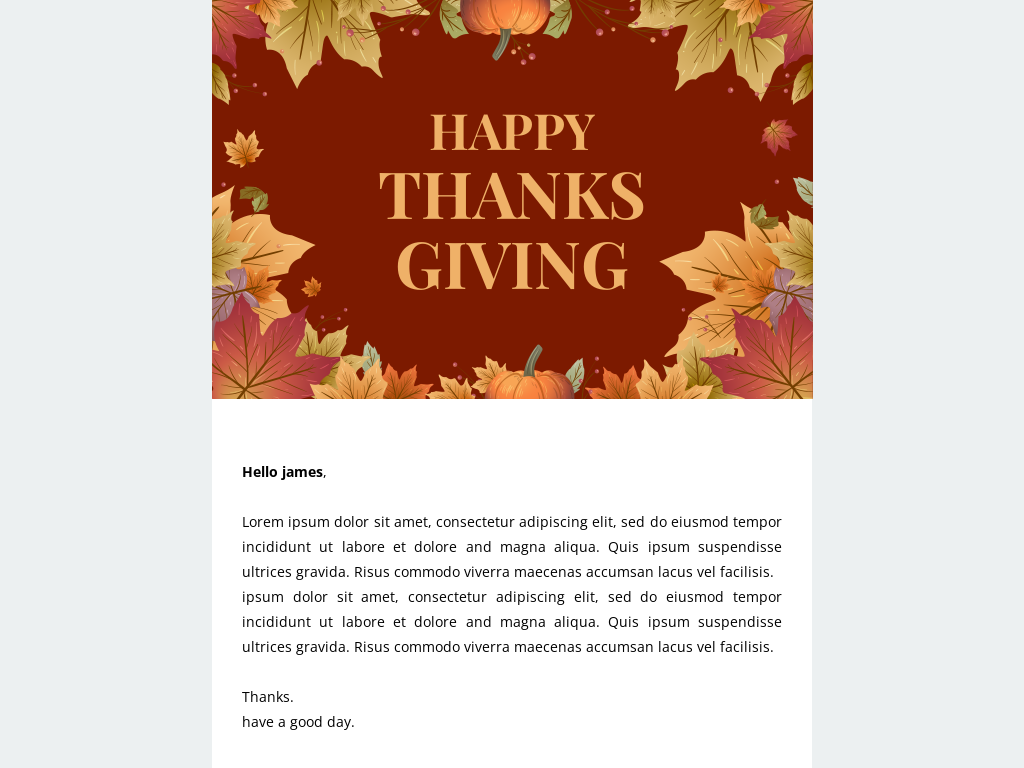 HAPPY
THANKS
GIVING
Hello james,
Lorem ipsum dolor sit amet, consectetur adipiscing elit, sed do eiusmod tempor
incididunt ut labore et dolore and magna aliqua. Quis ipsum suspendisse
ultrices gravida. Risus commodo viverra maecenas accumsan lacus vel facilisis.
ipsum dolor sit amet, consectetur adipiscing elit, sed do eiusmod tempor
incididunt ut labore et dolore and magna aliqua. Quis ipsum suspendisse
ultrices gravida. Risus commodo viverra maecenas accumsan lacus vel facilisis.
Thanks.
have a good day.